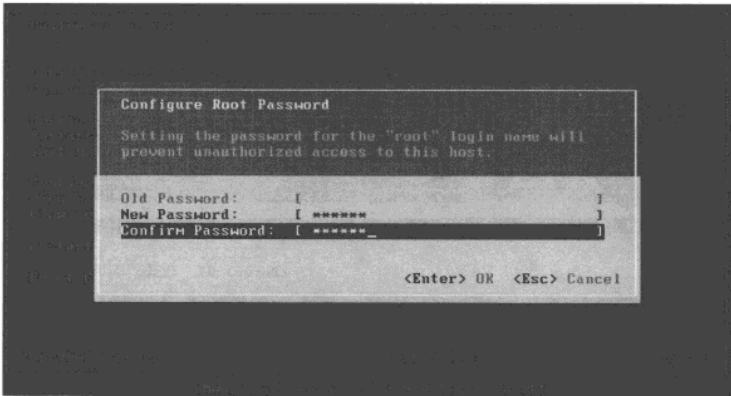 Configure Root Password
Setting the password for the "root" login name will
prevent unauthorized access to this host.
Old Password: [ ]
New Password: [ ****** ]
Confirm Password: [ ******_ ]
<Enter> OK <Esc> Cancel